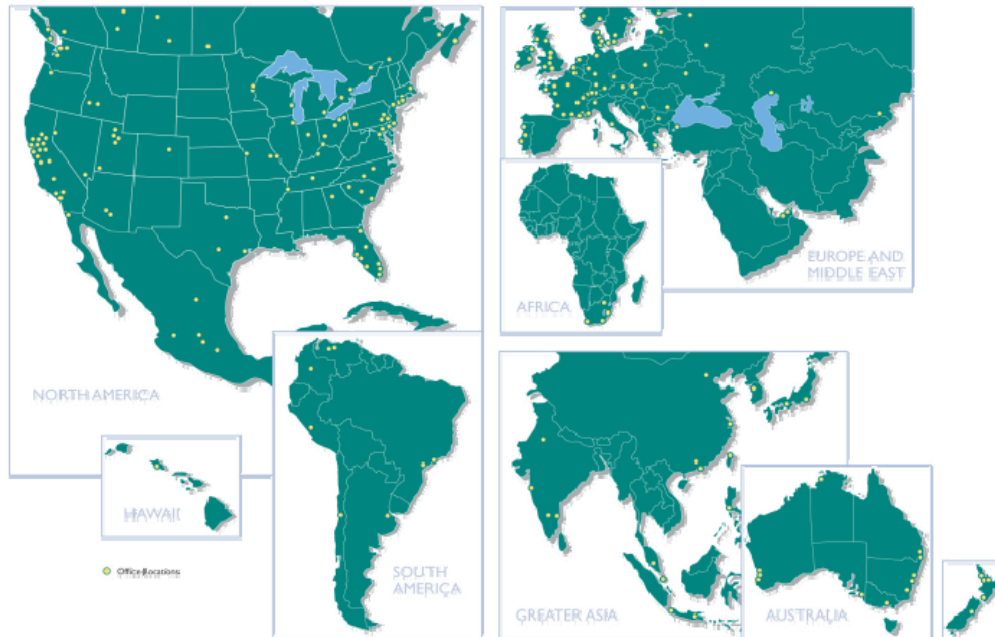 NORTH AMERICA
HAWAII
Office Locations
SOUTH
AMERICA
AFRICA
EUROPE AND
MIDDLE EAST
GREATER ASIA
AUSTRALIA